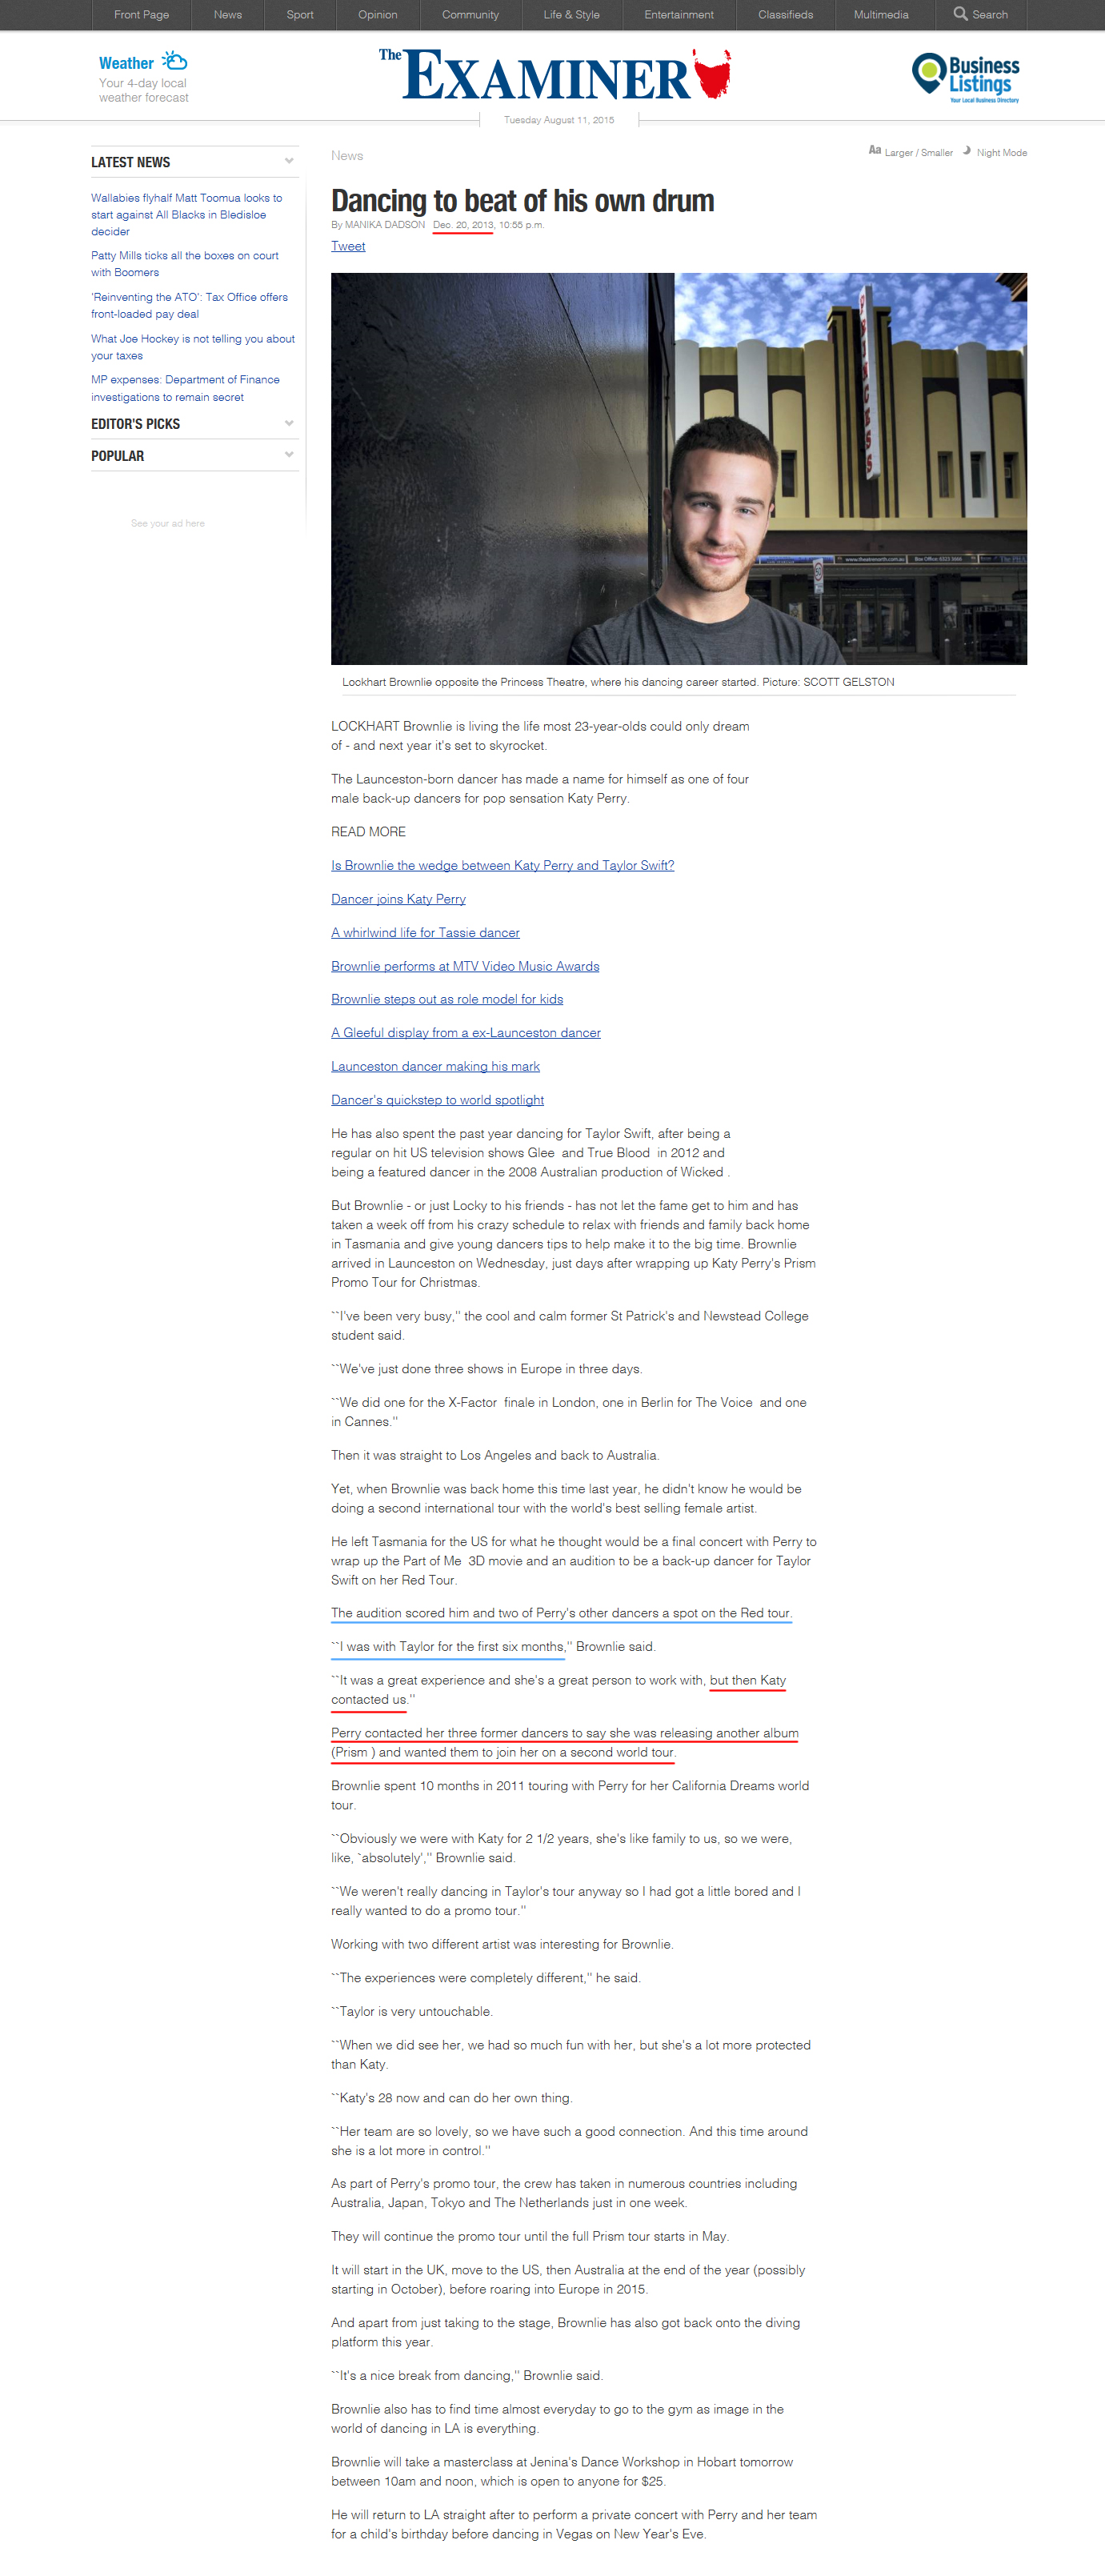 Front Page News Sport Opinion Community Life & Style Entertainment Classifieds Multimedia Search
Weather
Your 4-day local
weather forecast
The EXAMINER
Business
Listings
Your Local Business Directory
Tuesday August 11, 2015
LATEST NEWS
Wallabies flyhalf Matt Toomua looks to
start against All Blacks in Bledisloe
decider
Patty Mills ticks all the boxes on court
with Boomers
'Reinventing the ATO': Tax Office offers
front-loaded pay deal
What Joe Hockey is not telling you about
your taxes
MP expenses: Department of Finance
investigations to remain secret
EDITOR'S PICKS
POPULAR
See your ad here
News
Aa Larger / Smaller Night Mode
Dancing to beat of his own drum
By MANIKA DADSON Dec. 20, 2013, 10:55 p.m.
Tweet
PRINCESS
Lockhart Brownlie opposite the Princess Theatre, where his dancing career started. Picture: SCOTT GELSTON
LOCKHART Brownlie is living the life most 23-year-olds could only dream
of - and next year it's set to skyrocket.
The Launceston-born dancer has made a name for himself as one of four
male back-up dancers for pop sensation Katy Perry.
READ MORE
Is Brownlie the wedge between Katy Perry and Taylor Swift?
Dancer joins Katy Perry
A whirlwind life for Tassie dancer
Brownlie performs at MTV Video Music Awards
Brownlie steps out as role model for kids
A Gleeful display from a ex-Launceston dancer
Launceston dancer making his mark
Dancer's quickstep to world spotlight
He has also spent the past year dancing for Taylor Swift, after being a
regular on hit US television shows Glee  and True Blood  in 2012 and
being a featured dancer in the 2008 Australian production of Wicked .
But Brownlie - or just Locky to his friends - has not let the fame get to him and has
taken a week off from his crazy schedule to relax with friends and family back home
in Tasmania and give young dancers tips to help make it to the big time. Brownlie
arrived in Launceston on Wednesday, just days after wrapping up Katy Perry's Prism
Promo Tour for Christmas.
``I've been very busy,'' the cool and calm former St Patrick's and Newstead College
student said.
``We've just done three shows in Europe in three days.
``We did one for the X-Factor  finale in London, one in Berlin for The Voice  and one
in Cannes.''
Then it was straight to Los Angeles and back to Australia.
Yet, when Brownlie was back home this time last year, he didn't know he would be
doing a second international tour with the world's best selling female artist.
He left Tasmania for the US for what he thought would be a final concert with Perry to
wrap up the Part of Me  3D movie and an audition to be a back-up dancer for Taylor
Swift on her Red Tour.
The audition scored him and two of Perry's other dancers a spot on the Red tour.
``I was with Taylor for the first six months,'' Brownlie said.
``It was a great experience and she's a great person to work with, but then Katy
contacted us.''
Perry contacted her three former dancers to say she was releasing another album
(Prism ) and wanted them to join her on a second world tour.
Brownlie spent 10 months in 2011 touring with Perry for her California Dreams world
tour.
``Obviously we were with Katy for 2 1/2 years, she's like family to us, so we were,
like, `absolutely','' Brownlie said.
``We weren't really dancing in Taylor's tour anyway so I had got a little bored and I
really wanted to do a promo tour.''
Working with two different artist was interesting for Brownlie.
``The experiences were completely different,'' he said.
``Taylor is very untouchable.
``When we did see her, we had so much fun with her, but she's a lot more protected
than Katy.
``Katy's 28 now and can do her own thing.
``Her team are so lovely, so we have such a good connection. And this time around
she is a lot more in control.''
As part of Perry's promo tour, the crew has taken in numerous countries including
Australia, Japan, Tokyo and The Netherlands just in one week.
They will continue the promo tour until the full Prism tour starts in May.
It will start in the UK, move to the US, then Australia at the end of the year (possibly
starting in October), before roaring into Europe in 2015.
And apart from just taking to the stage, Brownlie has also got back onto the diving
platform this year.
``It's a nice break from dancing,'' Brownlie said.
Brownlie also has to find time almost everyday to go to the gym as image in the
world of dancing in LA is everything.
Brownlie will take a masterclass at Jenina's Dance Workshop in Hobart tomorrow
between 10am and noon, which is open to anyone for $25.
He will return to LA straight after to perform a private concert with Perry and her team
for a child's birthday before dancing in Vegas on New Year's Eve.